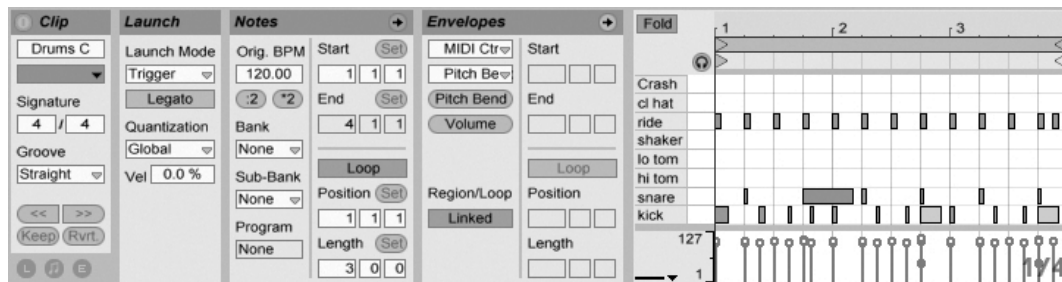 Clip
Drums C
Signature
4 / 4
Groove
Straight
<< >>
Keep Rvrt.
L E
Launch
Launch Mode
Trigger
Legato
Quantization
Global
Vel 0.0 %
Notes
Orig. BPM
120.00
:2 *2
Bank
None
Sub-Bank
None
Program
None
Start Set
1 1 1
End Set
4 1 1
Loop
Position Set
1 1 1
Length Set
3 0 0
Envelopes
MIDI Ctr
Pitch Be
Pitch Bend
Volume
Region/Loop
Linked
Start
End
Loop
Position
Length
Fold
1 2 3
Crash
cl hat
ride
shaker
lo tom
hi tom
snare
kick
127
1
1/4